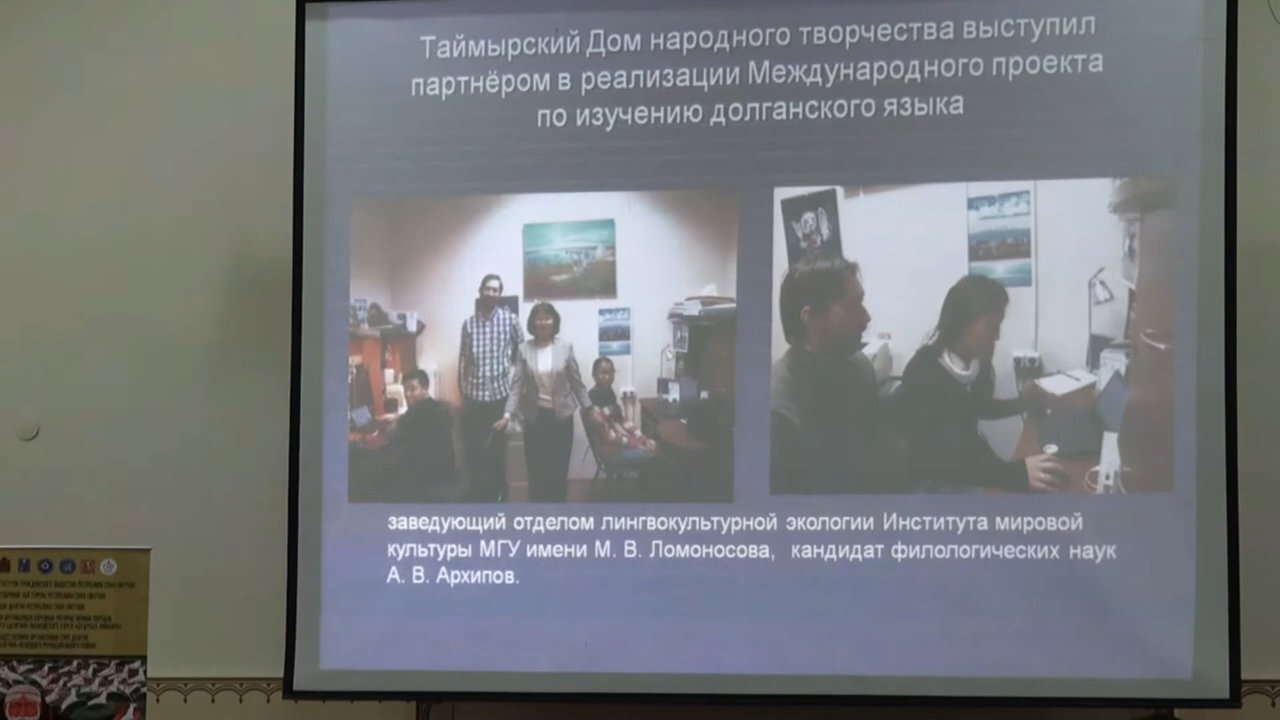 Таймырский Дом народного творчества выступил
партнёром в реализации Международного проекта
по изучению долганского языка
заведующий отделом лингвокультурной экологии Института мировой
культуры МГУ имени М. В. Ломоносова, кандидат филологических наук
А. В. Архипов.